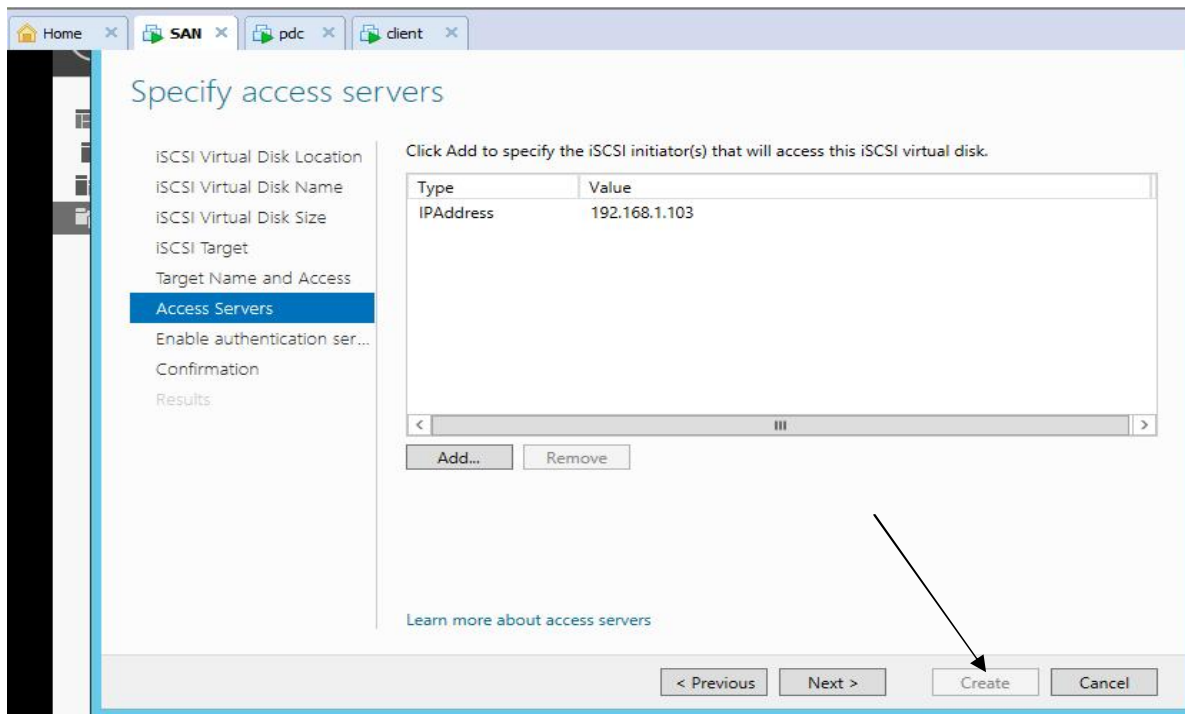 Home SAN pdc client
Specify access servers
iSCSI Virtual Disk Location
iSCSI Virtual Disk Name
iSCSI Virtual Disk Size
iSCSI Target
Target Name and Access
Access Servers
Enable authentication ser...
Confirmation
Results
Click Add to specify the iSCSI initiator(s) that will access this iSCSI virtual disk.
Type Value
IPAddress 192.168.1.103
Add... Remove
Learn more about access servers
< Previous Next > Create Cancel